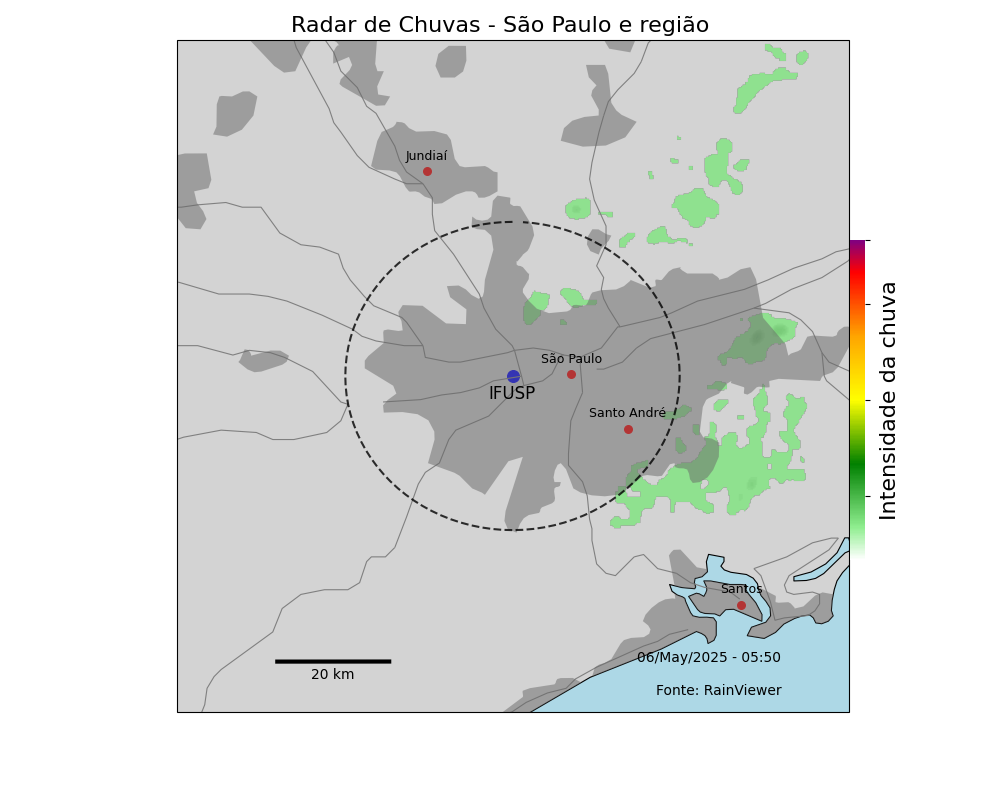 Radar de Chuvas - São Paulo e região
Jundiaí
São Paulo
IFUSP
Santo André
Intensidade da chuva
Santos
06/May/2025 - 05:50
20 km
Fonte: RainViewer